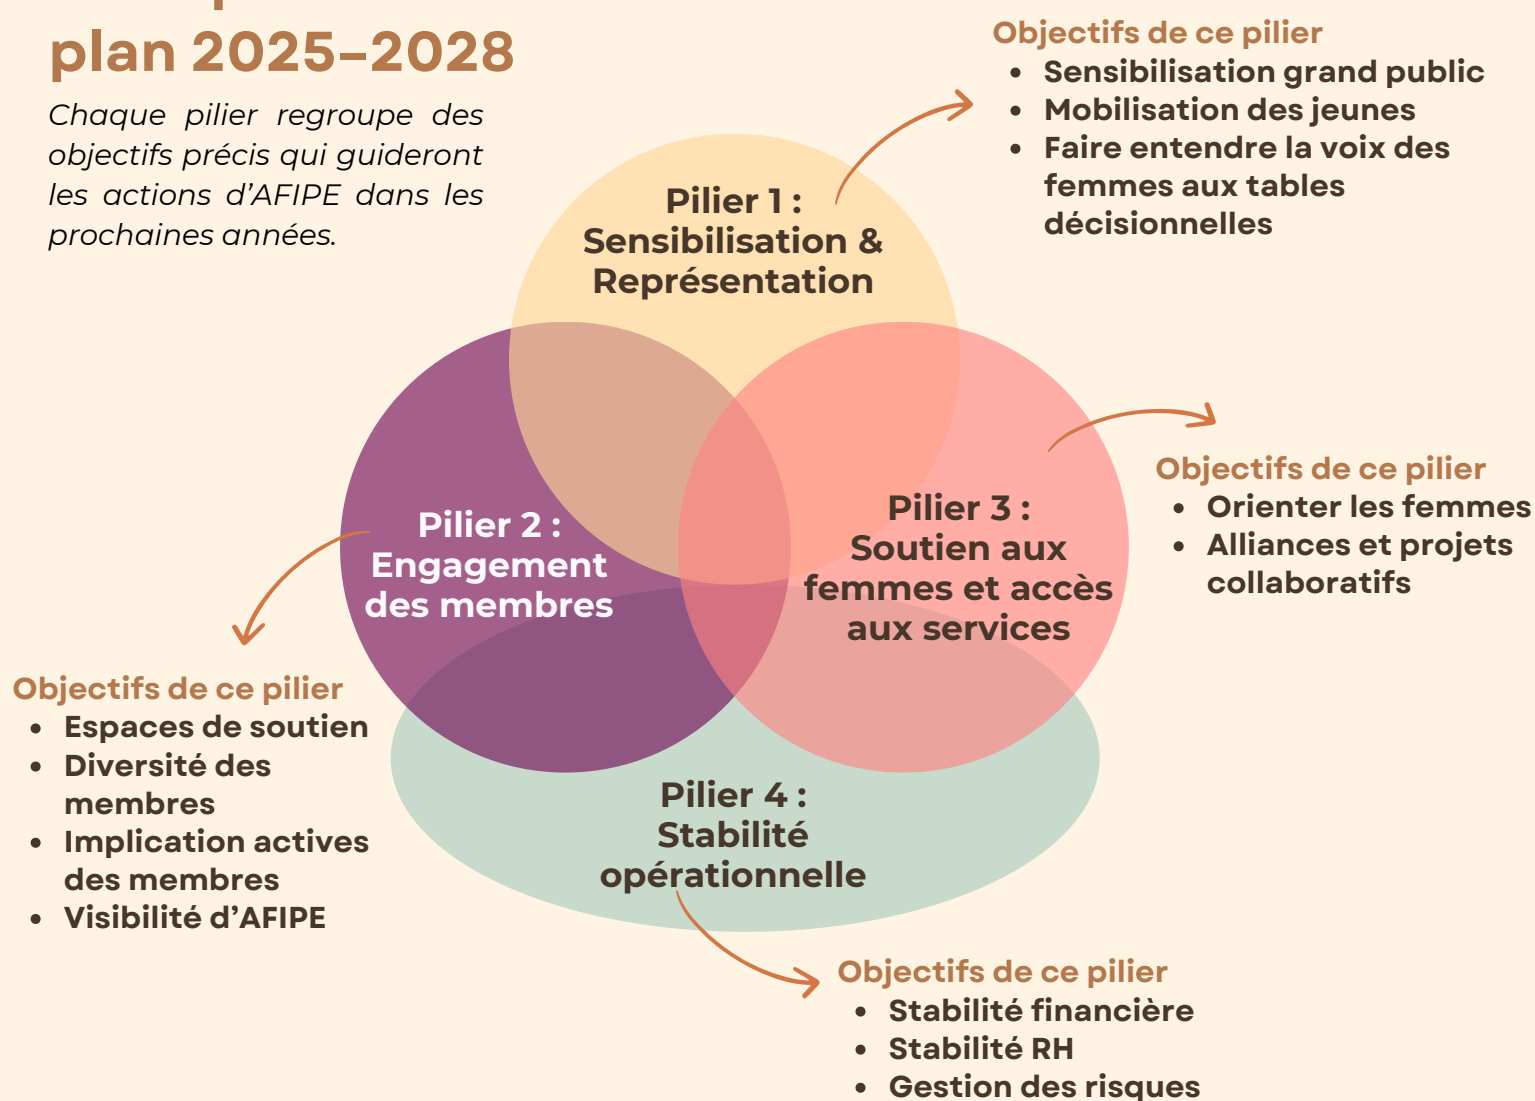 plan 2025–2028
Chaque pilier regroupe des
objectifs précis qui guideront
les actions d’AFIPE dans les
prochaines années.
Objectifs de ce pilier
• Sensibilisation grand public
• Mobilisation des jeunes
• Faire entendre la voix des
femmes aux tables
décisionnelles
Pilier 1 :
Sensibilisation &
Représentation
Pilier 2 :
Engagement
des membres
Pilier 3 :
Soutien aux
femmes et accès
aux services
Objectifs de ce pilier
• Orienter les femmes
• Alliances et projets
collaboratifs
Objectifs de ce pilier
• Espaces de soutien
• Diversité des
membres
• Implication actives
des membres
• Visibilité d’AFIPE
Pilier 4 :
Stabilité
opérationnelle
Objectifs de ce pilier
• Stabilité financière
• Stabilité RH
• Gestion des risques